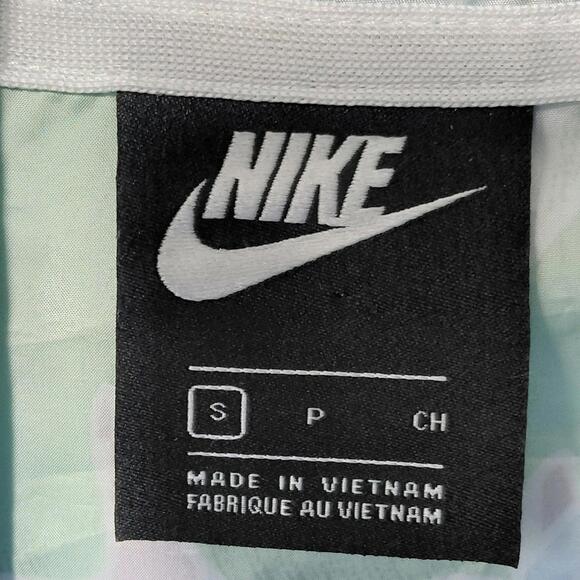 NIKE
S P CH
MADE IN VIETNAM
FABRIQUE AU VIETNAM